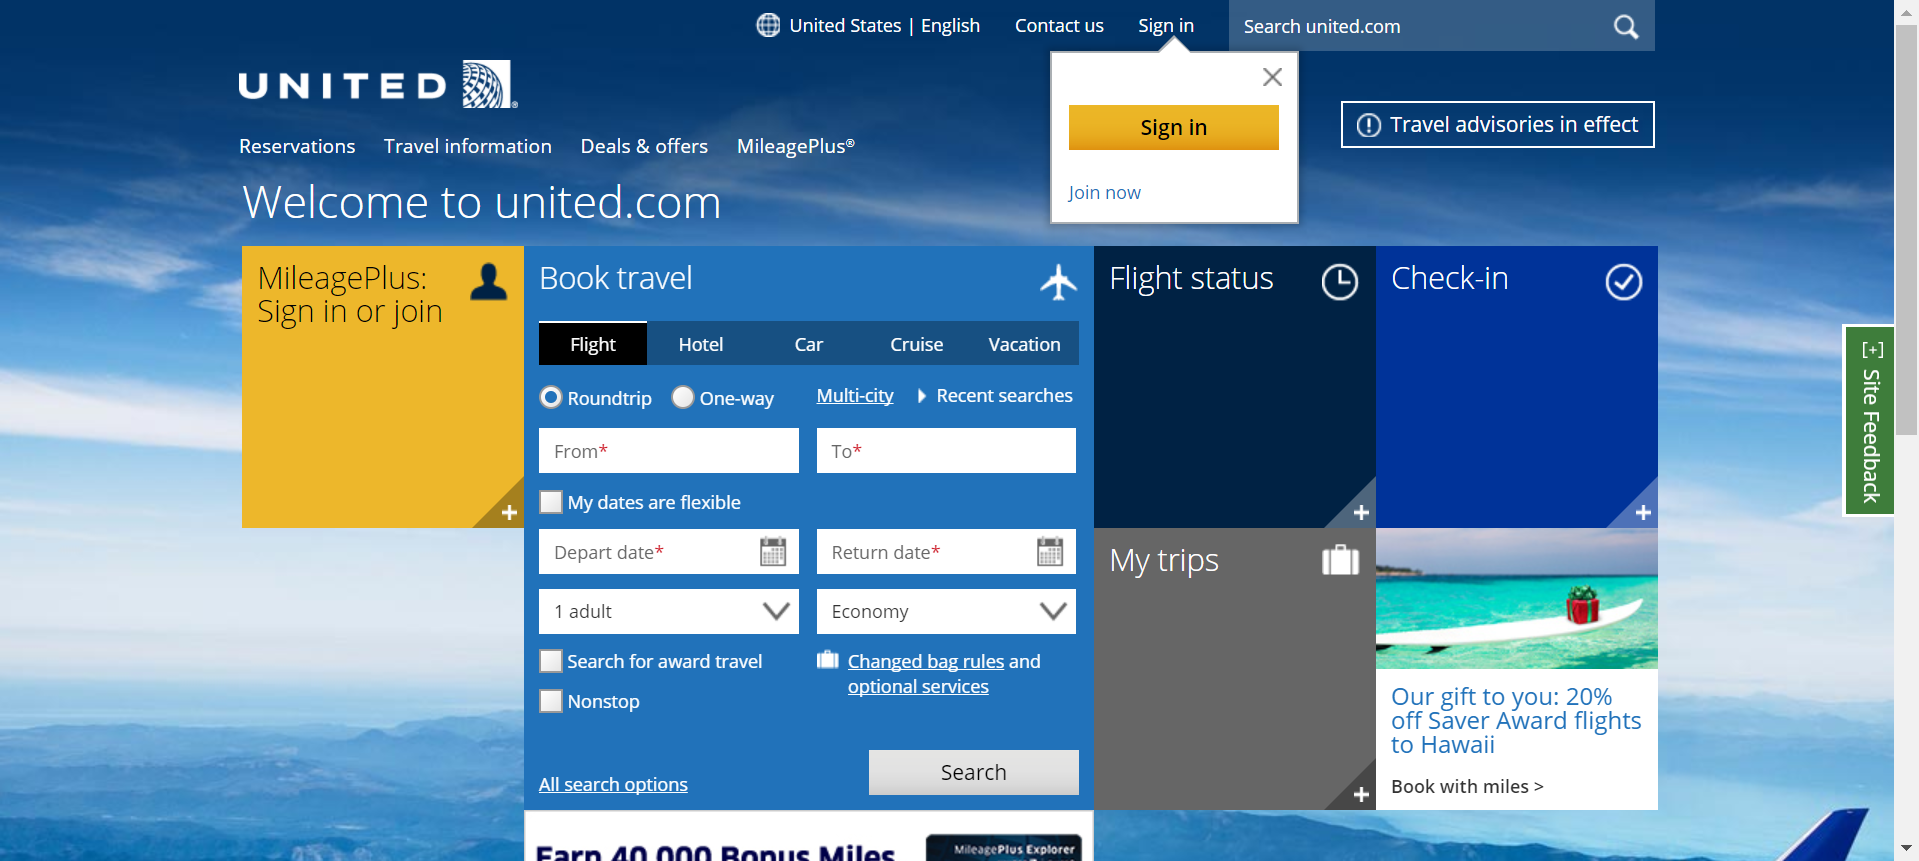 United States | English
Contact us
Sign in
Search united.com
UNITED
Sign in
Join now
Travel advisories in effect
Reservations
Travel information
Deals & offers
MileagePlus®
Welcome to united.com
MileagePlus:
Sign in or join
Book travel
Flight
Hotel
Car
Cruise
Vacation
Roundtrip
One-way
Multi-city
Recent searches
From*
To*
My dates are flexible
Depart date*
Return date*
1 adult
Economy
Search for award travel
Changed bag rules and
optional services
Nonstop
All search options
Search
Flight status
Check-in
My trips
Our gift to you: 20%
off Saver Award flights
to Hawaii
Book with miles >
[+] Site Feedback
Earn 40,000 Bonus Miles
MileagePlus Explorer